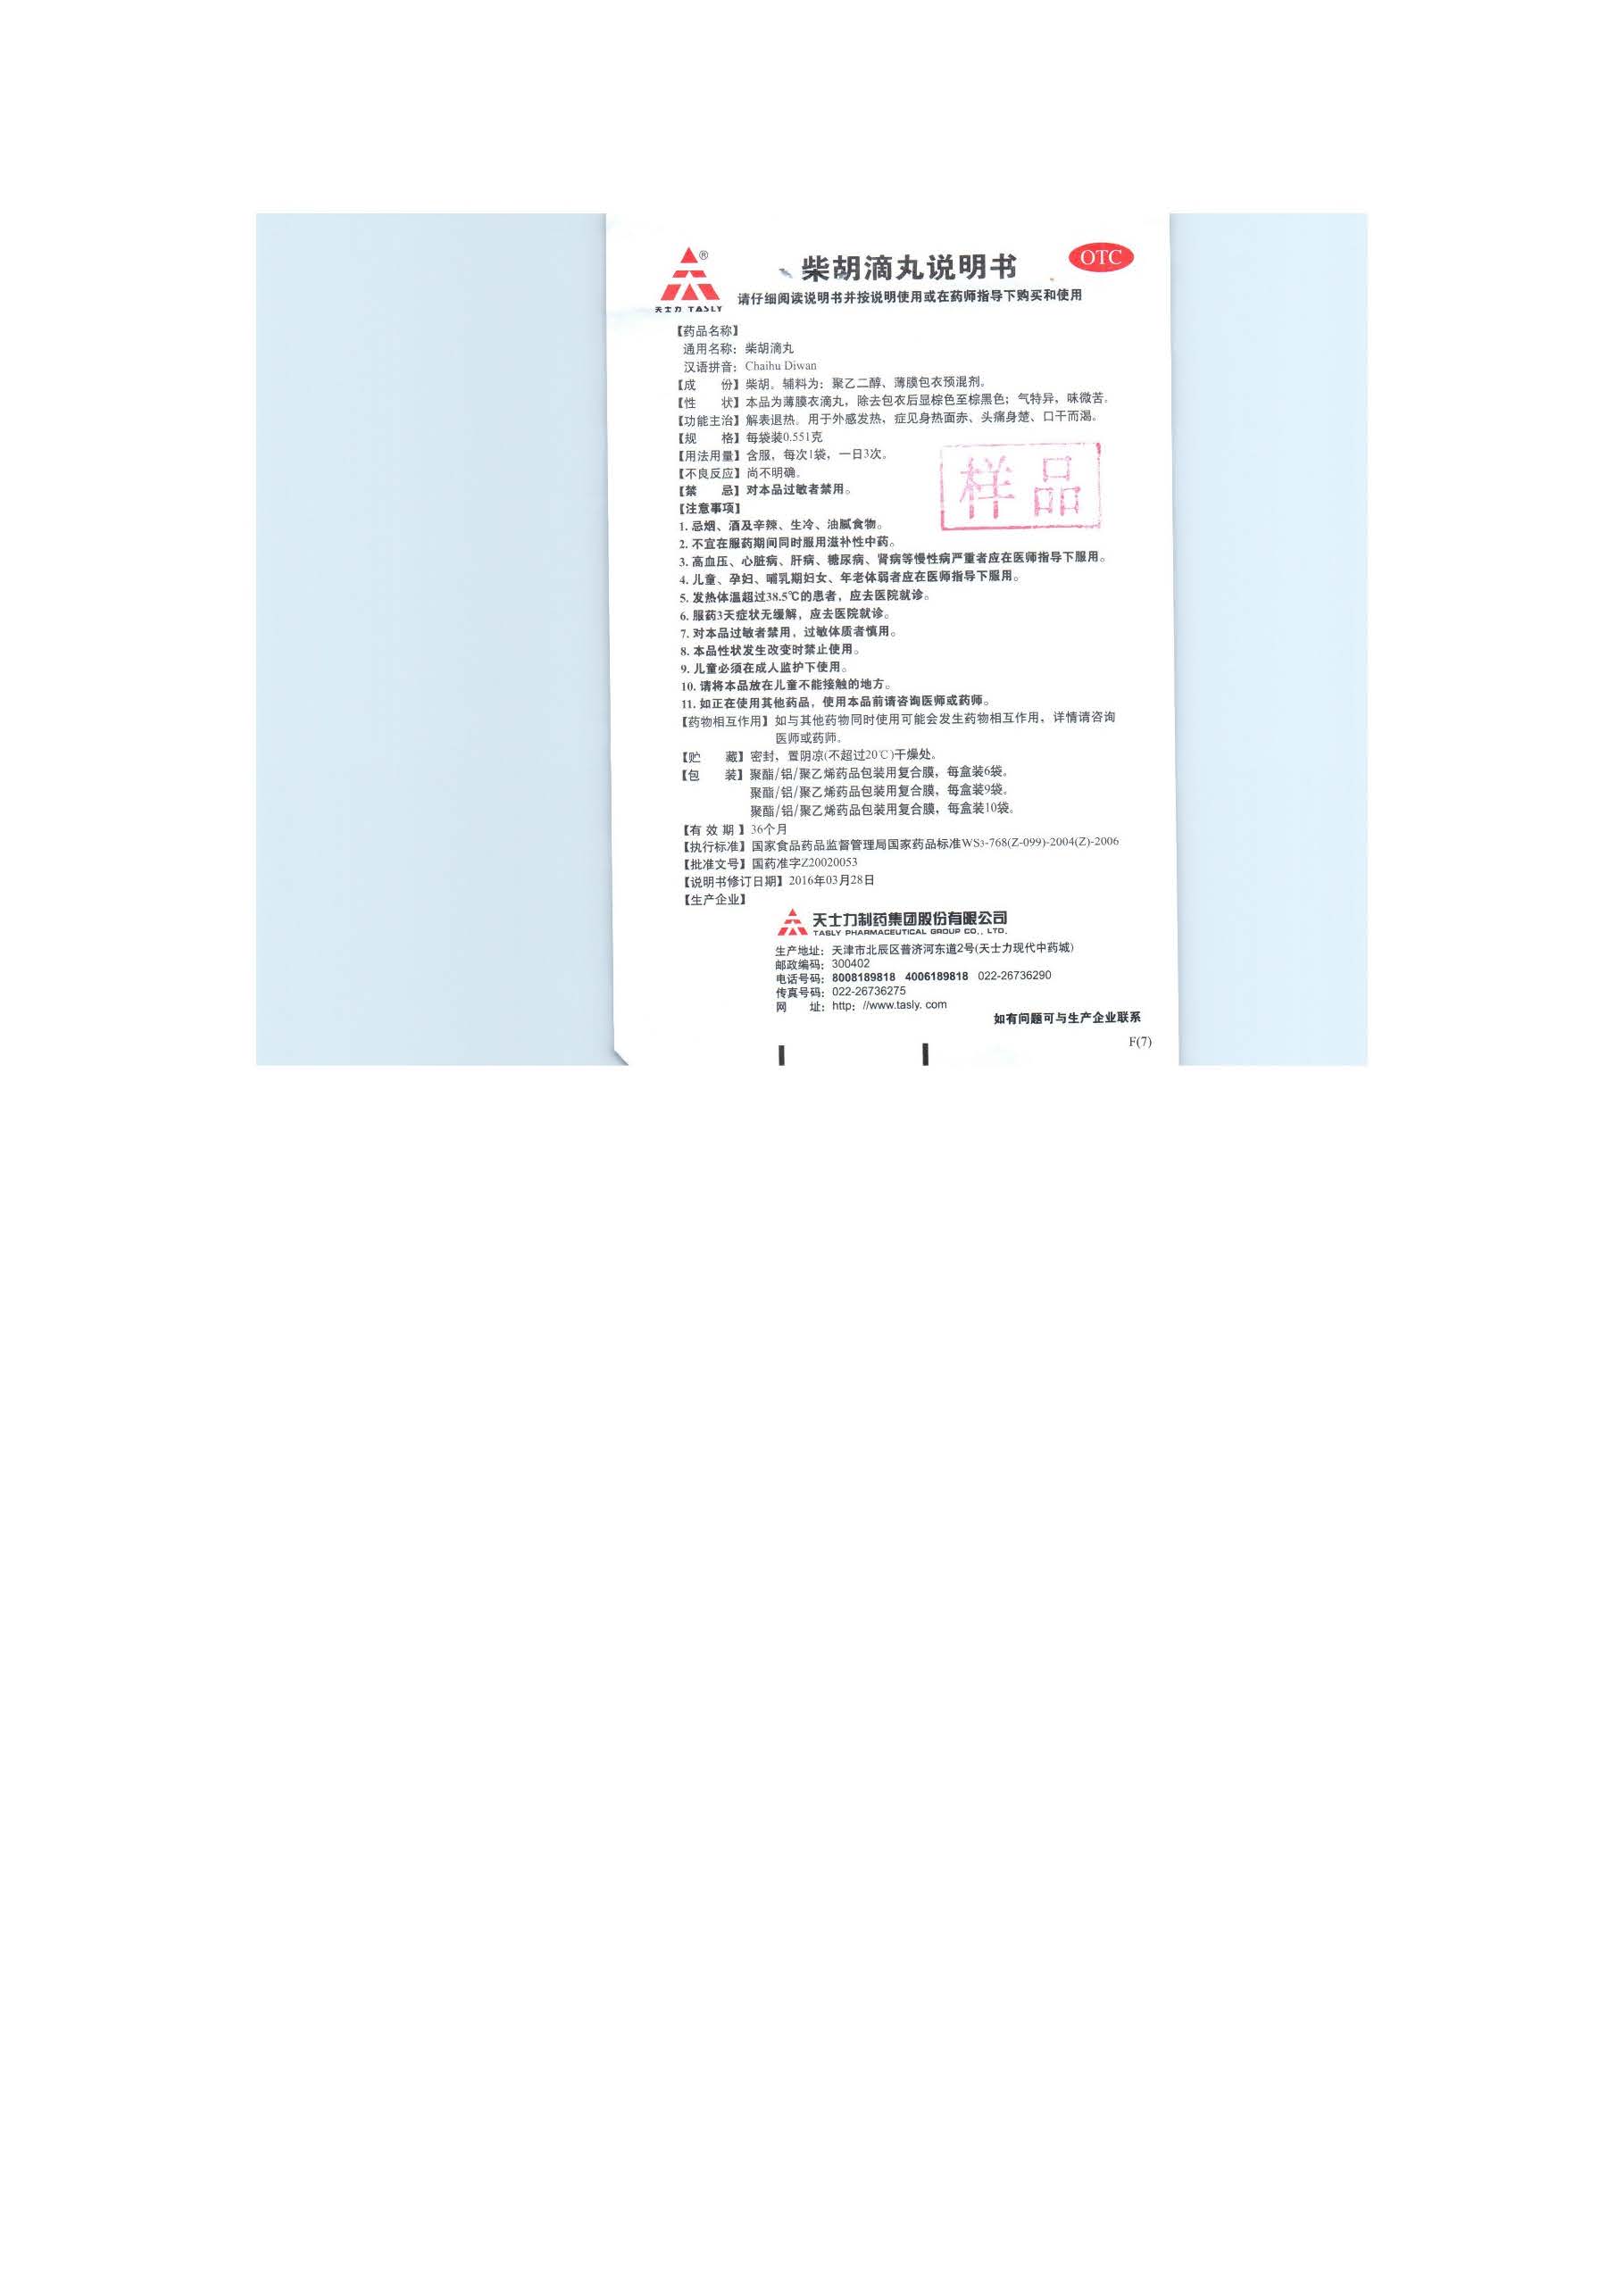 ®
天士力 TASLY
柴胡滴丸说明书
OTC
请仔细阅读说明书并按说明使用或在药师指导下购买和使用
【药品名称】
通用名称：柴胡滴丸
汉语拼音：Chaihu Diwan
【成　　份】柴胡。辅料为：聚乙二醇、薄膜包衣预混剂。
【性　　状】本品为薄膜衣滴丸，除去包衣后显棕色至棕黑色；气特异，味微苦。
【功能主治】解表退热。用于外感发热，症见身热面赤、头痛身楚、口干而渴。
【规　　格】每袋装0.551克
【用法用量】含服，每次1袋，一日3次。
【不良反应】尚不明确。
【禁　　忌】对本品过敏者禁用。
样品
【注意事项】
1. 忌烟、酒及辛辣、生冷、油腻食物。
2. 不宜在服药期间同时服用滋补性中药。
3. 高血压、心脏病、肝病、糖尿病、肾病等慢性病严重者应在医师指导下服用。
4. 儿童、孕妇、哺乳期妇女、年老体弱者应在医师指导下服用。
5. 发热体温超过38.5℃的患者，应去医院就诊。
6. 服药3天症状无缓解，应去医院就诊。
7. 对本品过敏者禁用，过敏体质者慎用。
8. 本品性状发生改变时禁止使用。
9. 儿童必须在成人监护下使用。
10. 请将本品放在儿童不能接触的地方。
11. 如正在使用其他药品，使用本品前请咨询医师或药师。
【药物相互作用】如与其他药物同时使用可能会发生药物相互作用，详情请咨询
医师或药师。
【贮　　藏】密封，置阴凉(不超过20℃)干燥处。
【包　　装】聚酯/铝/聚乙烯药品包装用复合膜，每盒装6袋。
聚酯/铝/聚乙烯药品包装用复合膜，每盒装9袋。
聚酯/铝/聚乙烯药品包装用复合膜，每盒装10袋。
【有 效 期 】36个月
【执行标准】国家食品药品监督管理局国家药品标准WS3-768(Z-099)-2004(Z)-2006
【批准文号】国药准字Z20020053
【说明书修订日期】2016年03月28日
【生产企业】
天士力制药集团股份有限公司
TASLY PHARMACEUTICAL GROUP CO., LTD.
生产地址：天津市北辰区普济河东道2号(天士力现代中药城)
邮政编码：300402
电话号码：8008189818 4006189818 022-26736290
传真号码：022-26736275
网　　址：http：//www.tasly. com
如有问题可与生产企业联系
F(7)